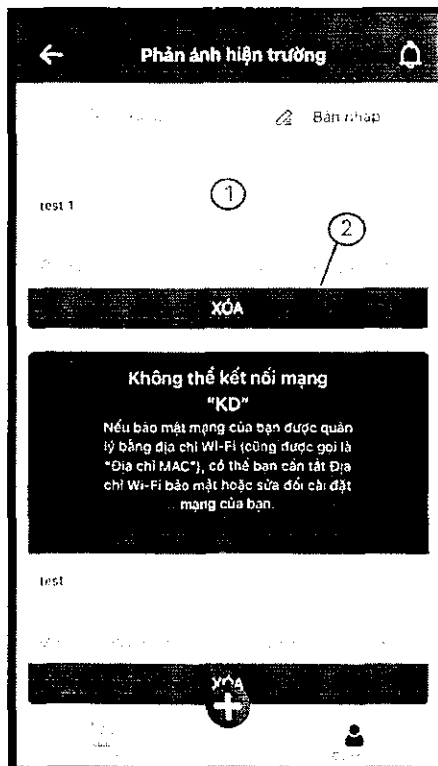 Phản ánh hiện trường
Bản nháp
test 1
1
2
XÓA
Không thể kết nối mạng
"KD"
Nếu bảo mật mạng của bạn được quản
lý bằng địa chỉ Wi-Fi (cũng được gọi là
"Địa chỉ MAC"), có thể bạn cần tắt Địa
chỉ Wi-Fi bảo mật hoặc sửa đổi cài đặt
mạng của bạn.
test
XÓA